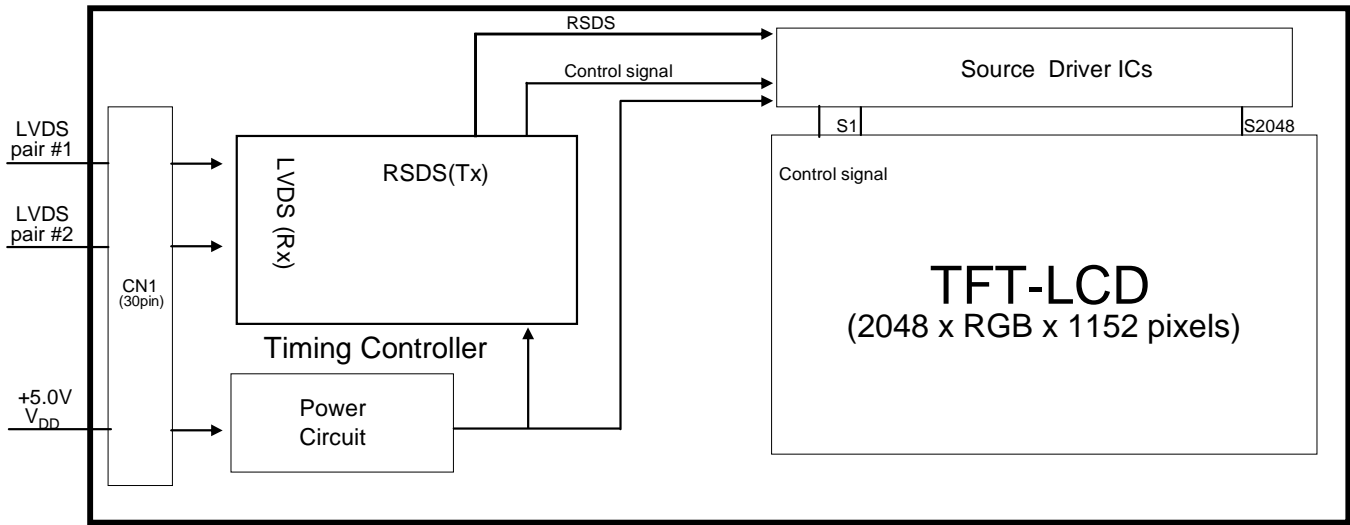 RSDS
Control signal
Source Driver ICs
LVDS
pair #1
S1
S2048
LVDS (Rx)
RSDS(Tx)
Control signal
LVDS
pair #2
CN1
(30pin)
TFT-LCD
(2048 x RGB x 1152 pixels)
Timing Controller
+5.0V
VDD
Power
Circuit